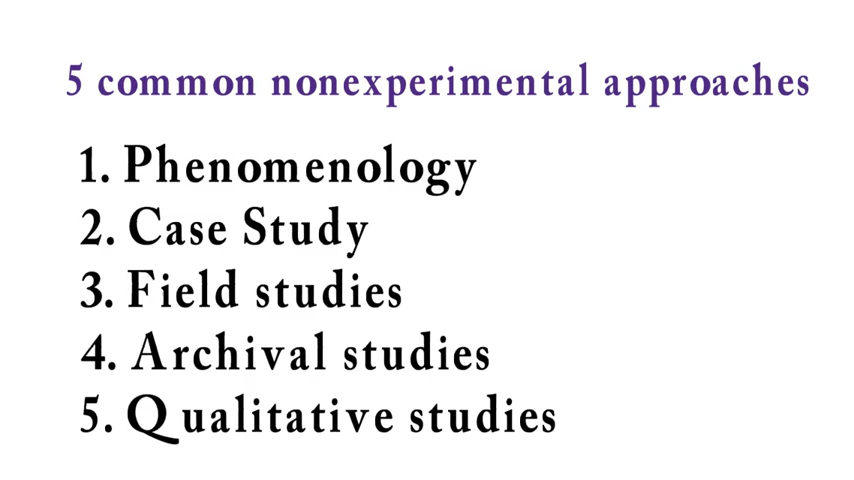 5 common nonexperimental approaches
1. Phenomenology
2. Case Study
3. Field studies
4. Archival studies
5. Qualitative studies